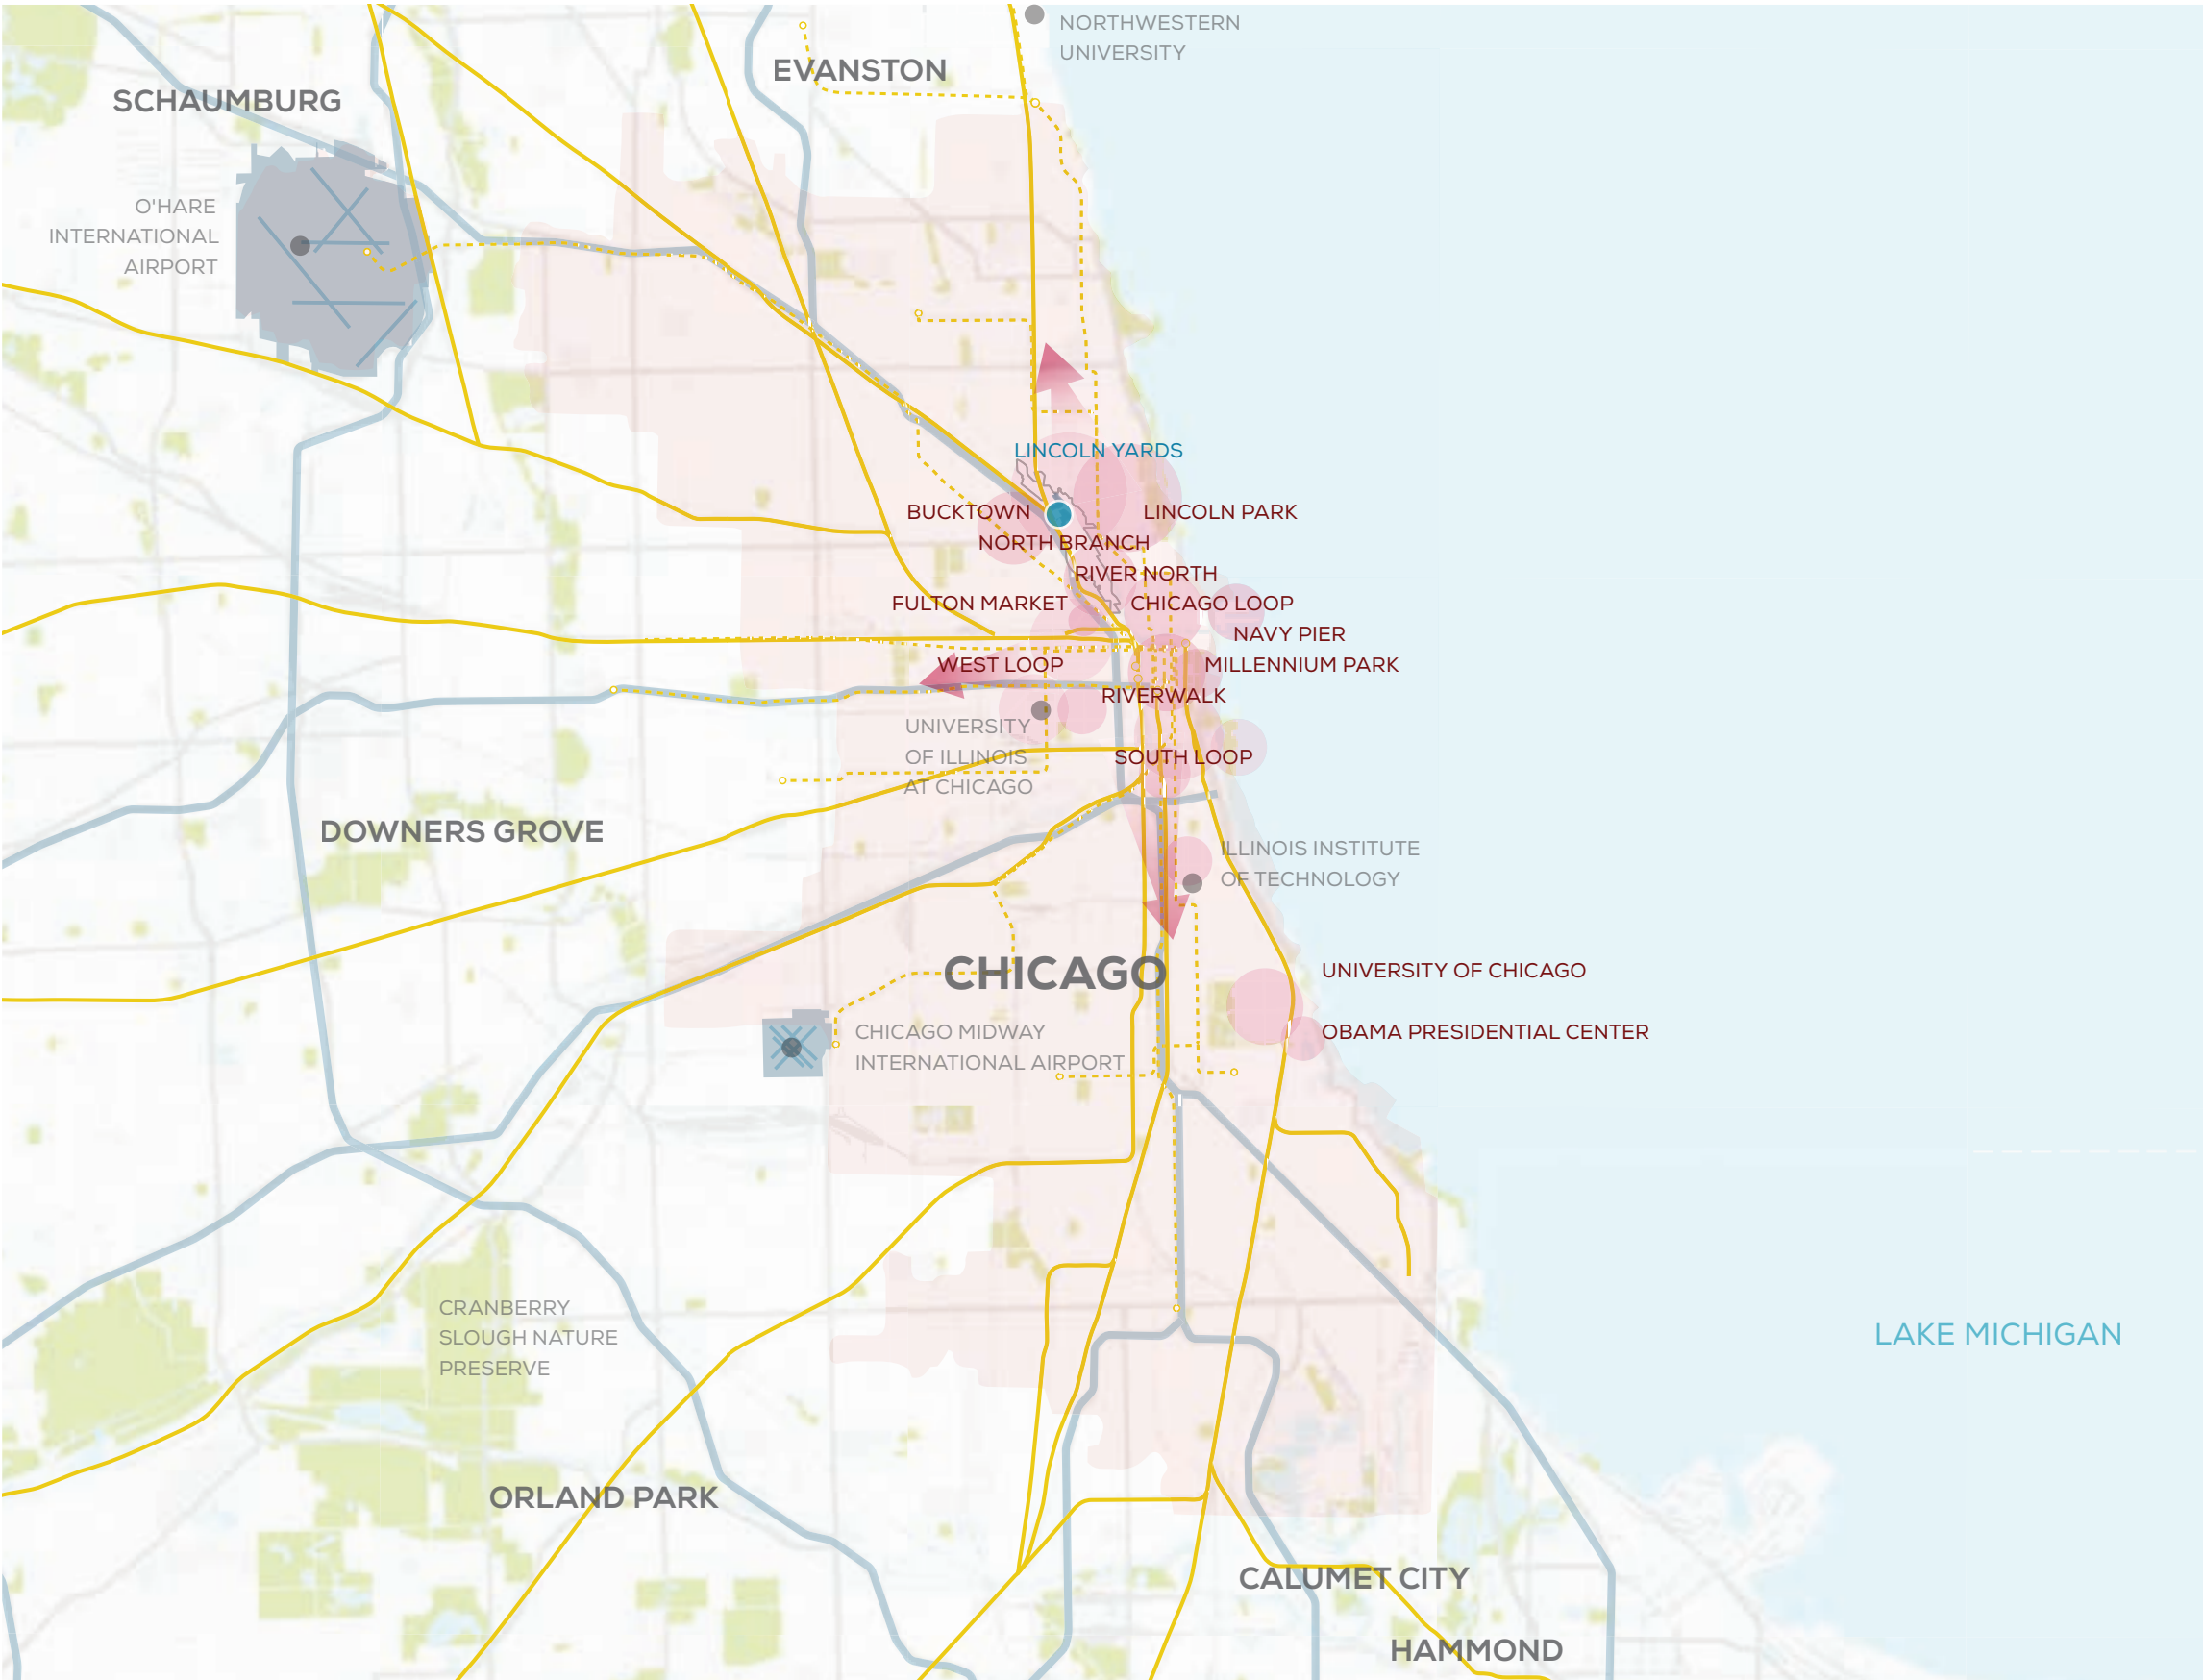 NORTHWESTERN
UNIVERSITY
EVANSTON
SCHAUMBURG
O'HARE
INTERNATIONAL
AIRPORT
LINCOLN YARDS
BUCKTOWN
LINCOLN PARK
NORTH BRANCH
RIVER NORTH
FULTON MARKET
CHICAGO LOOP
NAVY PIER
WEST LOOP
MILLENNIUM PARK
RIVERWALK
UNIVERSITY
OF ILLINOIS
AT CHICAGO
SOUTH LOOP
DOWNERS GROVE
ILLINOIS INSTITUTE
OF TECHNOLOGY
CHICAGO
UNIVERSITY OF CHICAGO
OBAMA PRESIDENTIAL CENTER
CHICAGO MIDWAY
INTERNATIONAL AIRPORT
CRANBERRY
SLOUGH NATURE
PRESERVE
LAKE MICHIGAN
ORLAND PARK
CALUMET CITY
HAMMOND